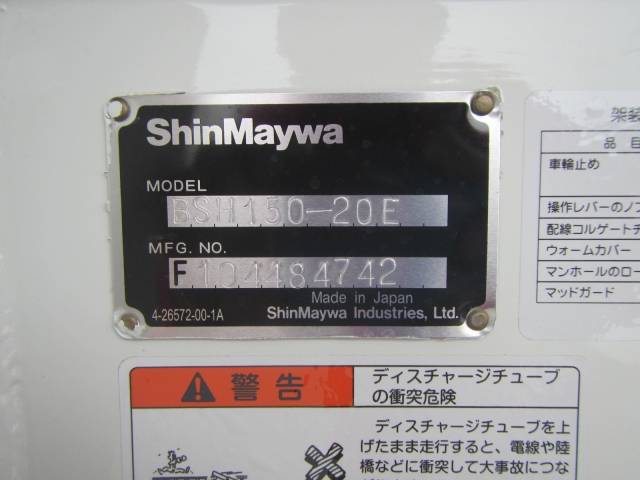 ShinMaywa
MODEL
BSH150-20E
MFG. NO.
F104484742
Made in Japan
4-26572-00-1A
ShinMaywa Industries, Ltd.
架装
品 目
車輪止め
操作レバーのノブ
配線コルゲートチ
ウォームカバー
マンホールのロー
マッドガード
警告
ディスチャージチューブ
の衝突危険
ディスチャージチューブを上
げたまま走行すると、電線や陸
橋などに衝突して大事故につな